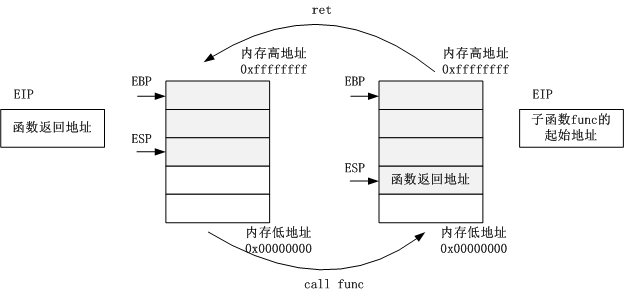 ret
内存高地址
0xffffffff
内存高地址
0xffffffff
EBP
EBP
EIP
EIP
函数返回地址
子函数func的
起始地址
ESP
ESP
函数返回地址
内存低地址
0x00000000
内存低地址
0x00000000
call func